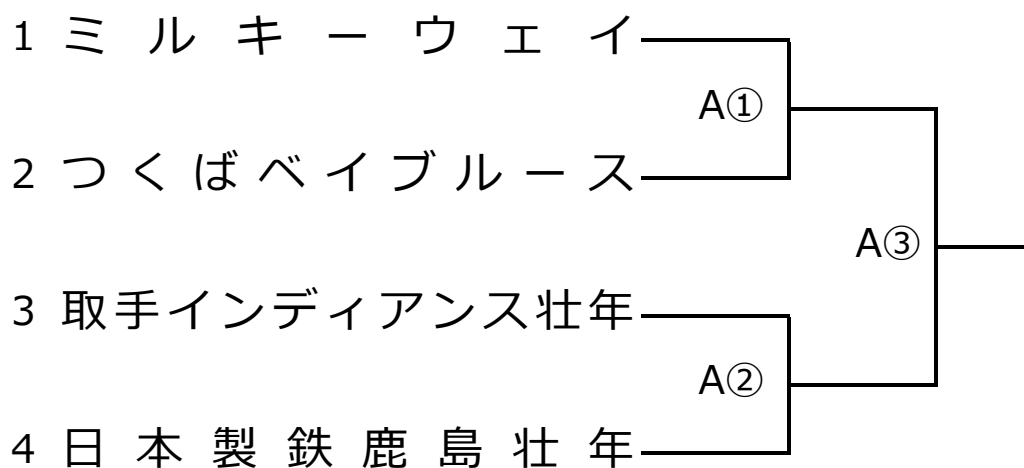 1 ミルキーウェイ
A①
2 つくばベイブルース
A③
3 取手インディアンス壮年
A②
4 日本製鉄鹿島壮年